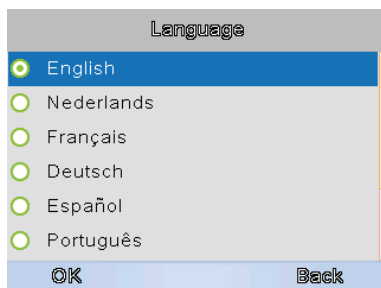 Language
English
Nederlands
Français
Deutsch
Español
Português
OK Back